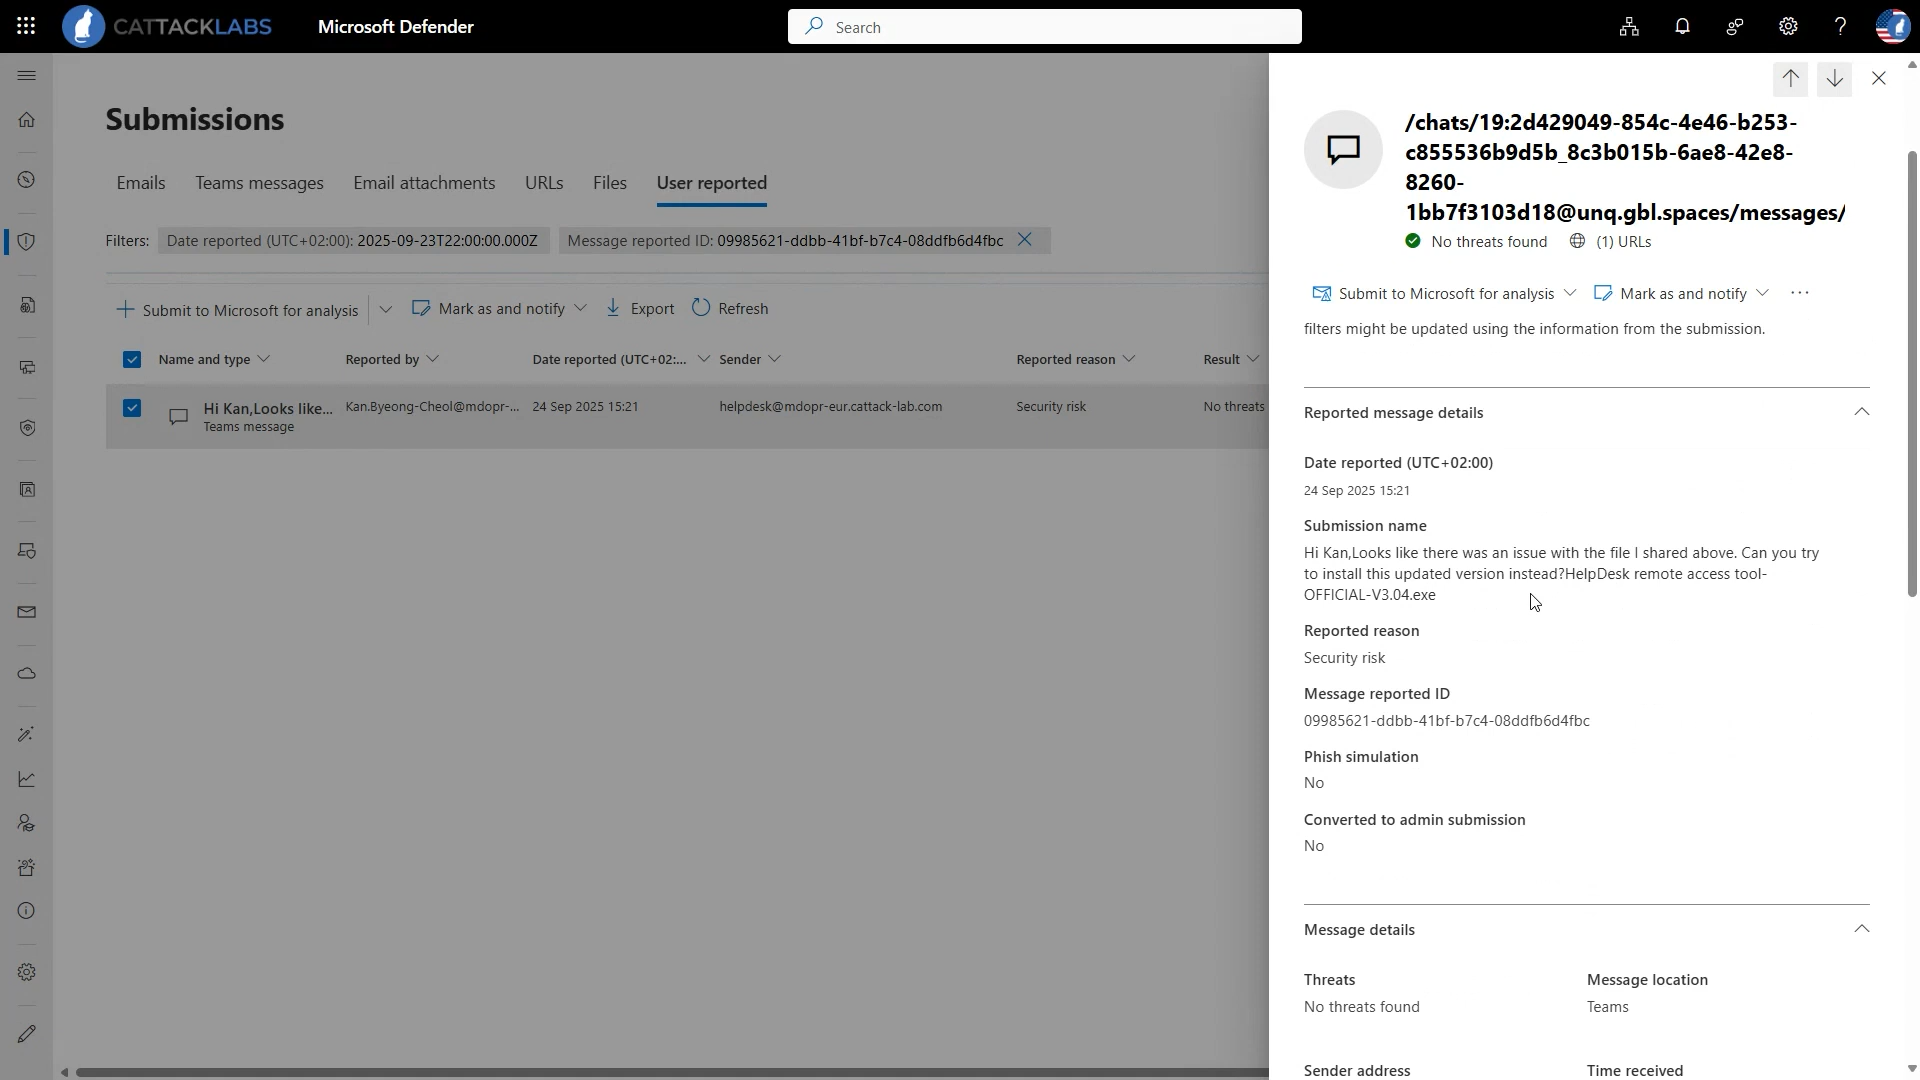 CATTACKLABS
Microsoft Defender
Search
Submissions
Emails
Teams messages
Email attachments
URLs
Files
User reported
Filters:
Date reported (UTC+02:00): 2025-09-23T22:00:00.000Z
Message reported ID: 09985621-ddbb-41bf-b7c4-08ddfb6d4fbc
Submit to Microsoft for analysis
Mark as and notify
Export
Refresh
Name and type
Reported by
Date reported (UTC+02:...
Sender
Reported reason
Result
Hi Kan,Looks like...
Teams message
Kan.Byeong-Cheol@mdopr-...
24 Sep 2025 15:21
helpdesk@mdopr-eur.cattack-lab.com
Security risk
No threats
/chats/19:2d429049-854c-4e46-b253-
c855536b9d5b_8c3b015b-6ae8-42e8-
8260-
1bb7f3103d18@unq.gbl.spaces/messages/
No threats found
(1) URLs
Submit to Microsoft for analysis
Mark as and notify
...
filters might be updated using the information from the submission.
Reported message details
Date reported (UTC+02:00)
24 Sep 2025 15:21
Submission name
Hi Kan,Looks like there was an issue with the file I shared above. Can you try
to install this updated version instead?HelpDesk remote access tool-
OFFICIAL-V3.04.exe
Reported reason
Security risk
Message reported ID
09985621-ddbb-41bf-b7c4-08ddfb6d4fbc
Phish simulation
No
Converted to admin submission
No
Message details
Threats
No threats found
Message location
Teams
Sender address
Time received